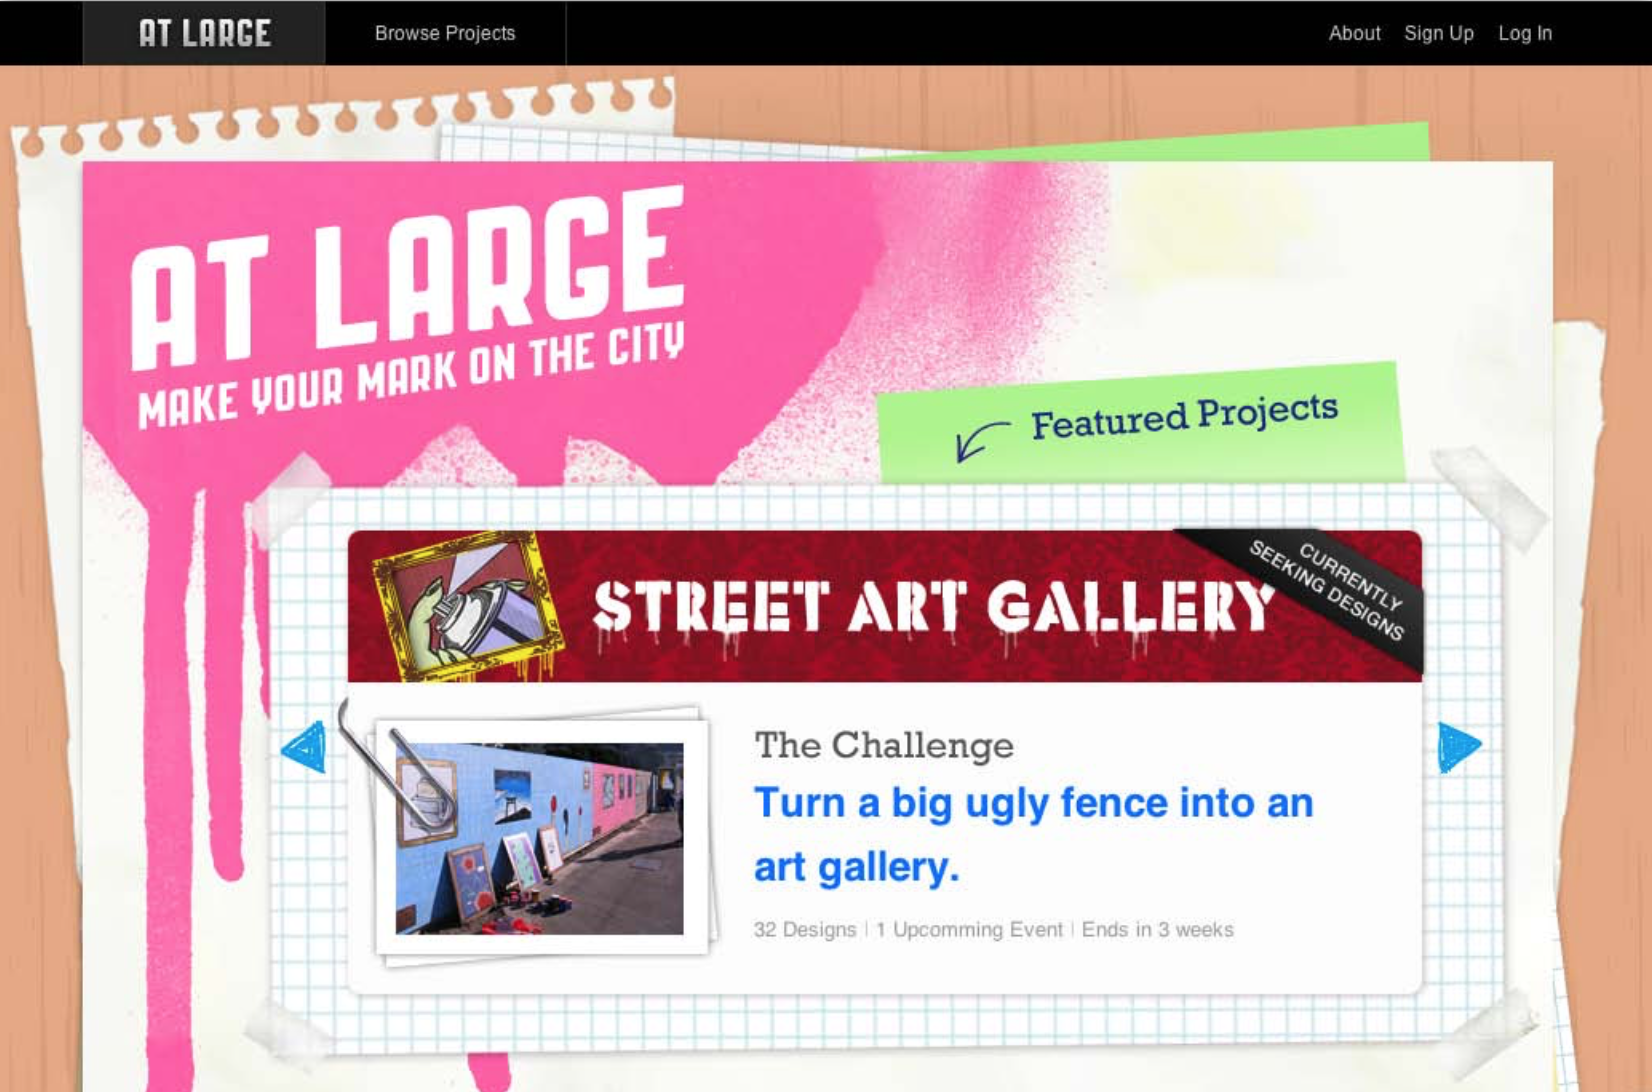 AT LARGE
Browse Projects
About
Sign Up
Log In
AT LARGE
MAKE YOUR MARK ON THE CITY
Featured Projects
STREET ART GALLERY
CURRENTLY
SEEKING DESIGNS
The Challenge
Turn a big ugly fence into an
art gallery.
32 Designs | 1 Upcomming Event | Ends in 3 weeks